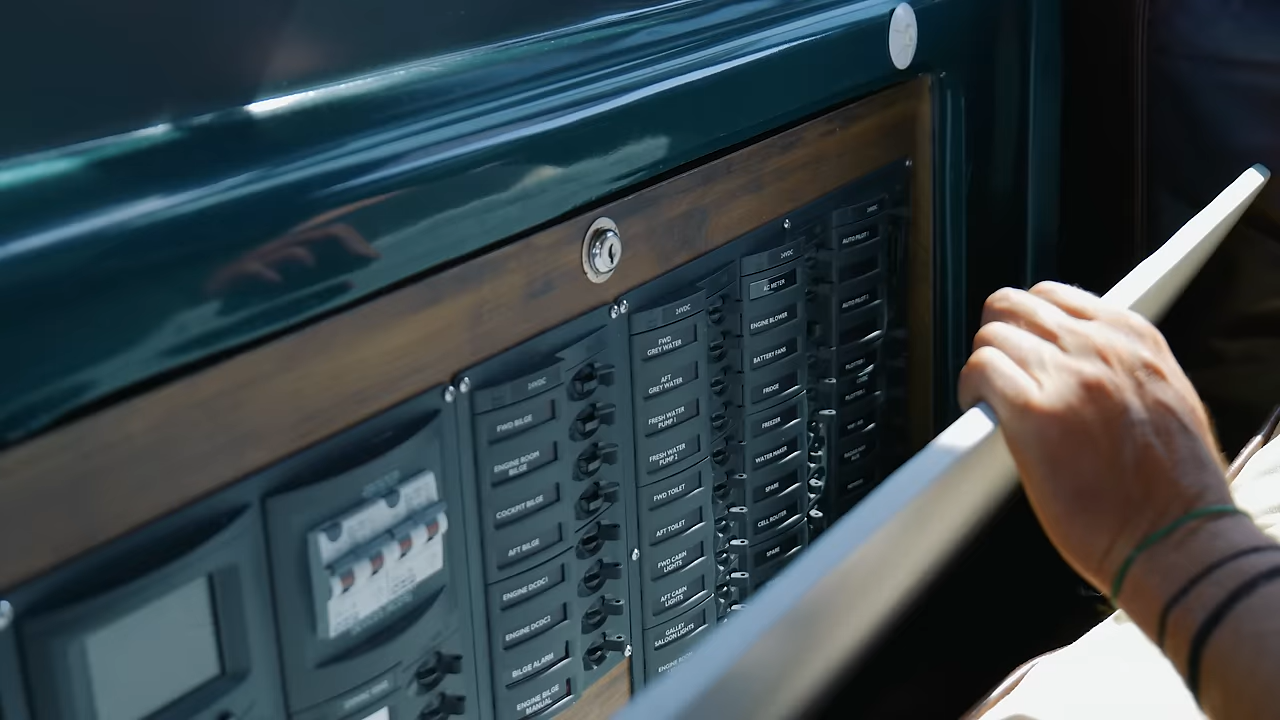 24VDC
FWD BILGE
ENGINE ROOM
BILGE
COCKPIT BILGE
AFT BILGE
ENGINE DCDC1
ENGINE DCDC2
BILGE ALARM
ENGINE BILGE
MANUAL
24VDC
FWD
GREY WATER
AFT
GREY WATER
FRESH WATER
PUMP 1
FRESH WATER
PUMP 2
FWD TOILET
AFT TOILET
FWD CABIN
LIGHTS
AFT CABIN
LIGHTS
GALLEY
SALOON LIGHTS
24VDC
AC METER
ENGINE BLOWER
BATTERY FANS
FRIDGE
FREEZER
WATER MAKER
SPARE
CELL ROUTER
SPARE
AUTO PILOT 1
AUTO PILOT 2
PLOTTER 1